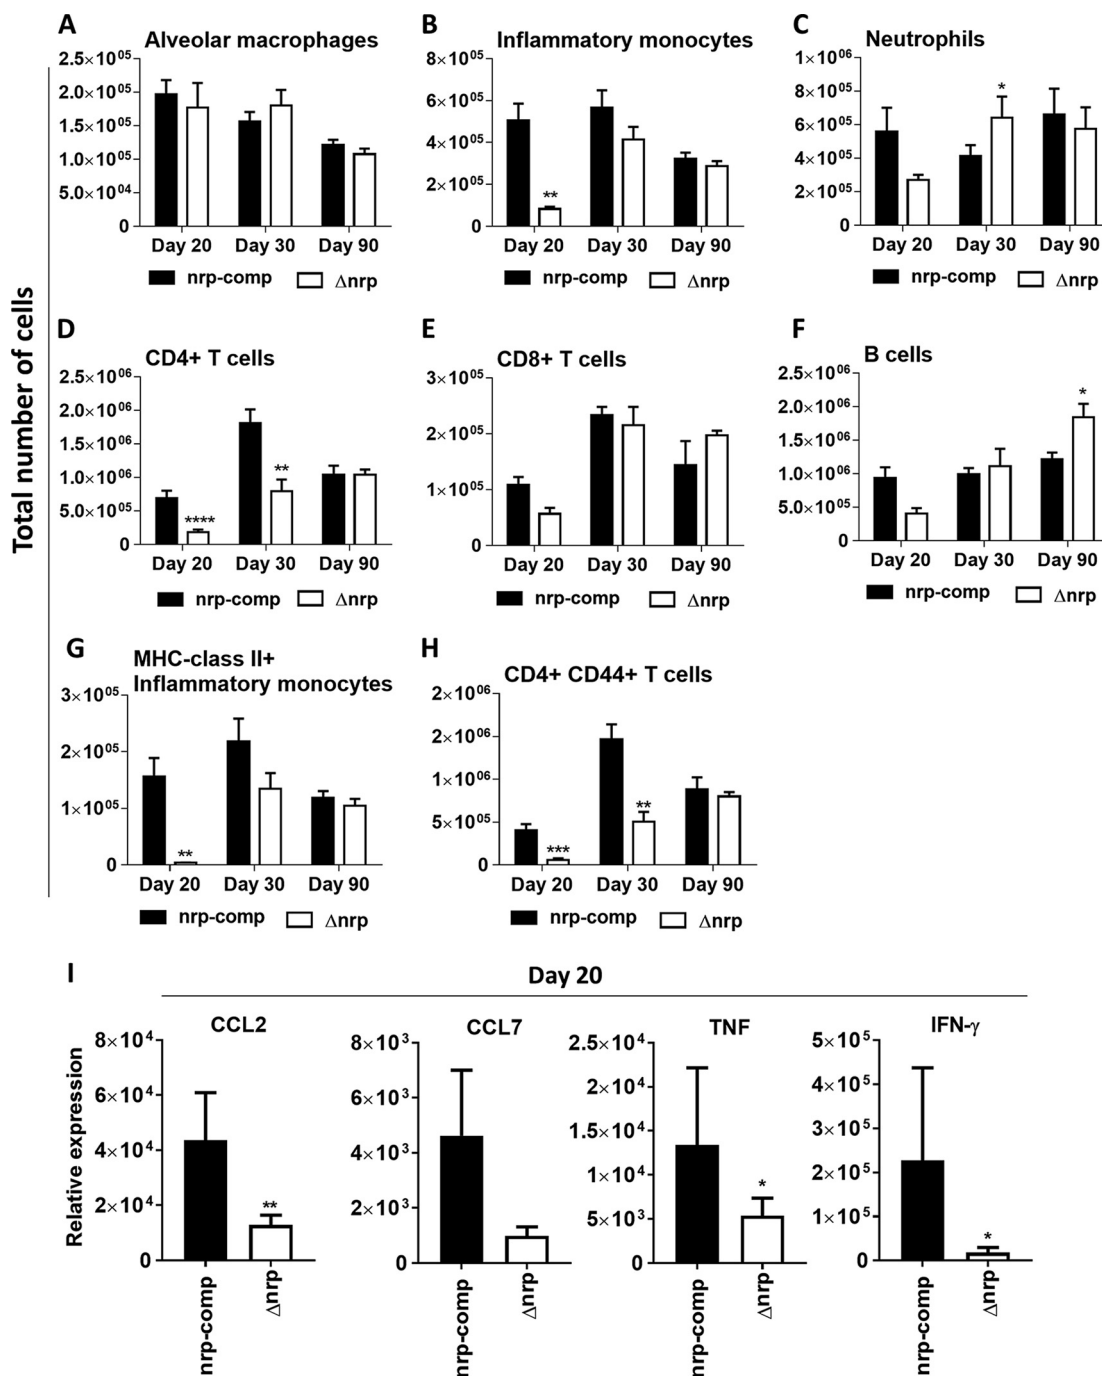 Total number of cells
A
Alveolar macrophages
2.5×10⁰⁵
2.0×10⁰⁵
1.5×10⁰⁵
1.0×10⁰⁵
5.0×10⁰⁴
0
Day 20 Day 30 Day 90
nrp-comp Δnrp
B
Inflammatory monocytes
8×10⁰⁵
6×10⁰⁵
4×10⁰⁵
2×10⁰⁵
0
**
Day 20 Day 30 Day 90
nrp-comp Δnrp
C
Neutrophils
1×10⁰⁶
8×10⁰⁵
6×10⁰⁵
4×10⁰⁵
2×10⁰⁵
0
*
Day 20 Day 30 Day 90
nrp-comp Δnrp
D
CD4+ T cells
2.5×10⁰⁶
2.0×10⁰⁶
1.5×10⁰⁶
1.0×10⁰⁶
5.0×10⁰⁵
0
**** **
Day 20 Day 30 Day 90
nrp-comp Δnrp
E
CD8+ T cells
3×10⁰⁵
2×10⁰⁵
1×10⁰⁵
0
Day 20 Day 30 Day 90
nrp-comp Δnrp
F
B cells
2.5×10⁰⁶
2.0×10⁰⁶
1.5×10⁰⁶
1.0×10⁰⁶
5.0×10⁰⁵
0
*
Day 20 Day 30 Day 90
nrp-comp Δnrp
G
MHC-class II+
Inflammatory monocytes
3×10⁰⁵
2×10⁰⁵
1×10⁰⁵
0
**
Day 20 Day 30 Day 90
nrp-comp Δnrp
H
CD4+ CD44+ T cells
2×10⁰⁶
2×10⁰⁶
1×10⁰⁶
5×10⁰⁵
0
*** **
Day 20 Day 30 Day 90
nrp-comp Δnrp
I
Day 20
Relative expression
CCL2
8×10⁴
6×10⁴
4×10⁴
2×10⁴
0
**
nrp-comp Δnrp
CCL7
8×10³
6×10³
4×10³
2×10³
0
nrp-comp Δnrp
TNF
2.5×10⁴
2×10⁴
1.5×10⁴
1×10⁴
5×10³
0
*
nrp-comp Δnrp
IFN-γ
5×10⁵
4×10⁵
3×10⁵
2×10⁵
1×10⁵
0
*
nrp-comp Δnrp